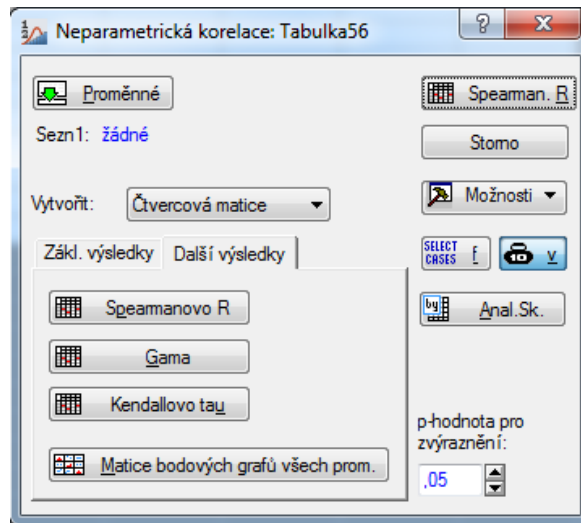 Neparametrická korelace: Tabulka56
Proměnné
Spearman. R
Sezn1: žádné
Storno
Vytvořit:
Čtvercová matice
Možnosti
Zákl. výsledky
Další výsledky
SELECT CASES
f
v
Spearmanovo R
Anal.Sk.
by
Gama
Kendallovo tau
p-hodnota pro
zvýraznění:
Matice bodových grafů všech prom.
,05